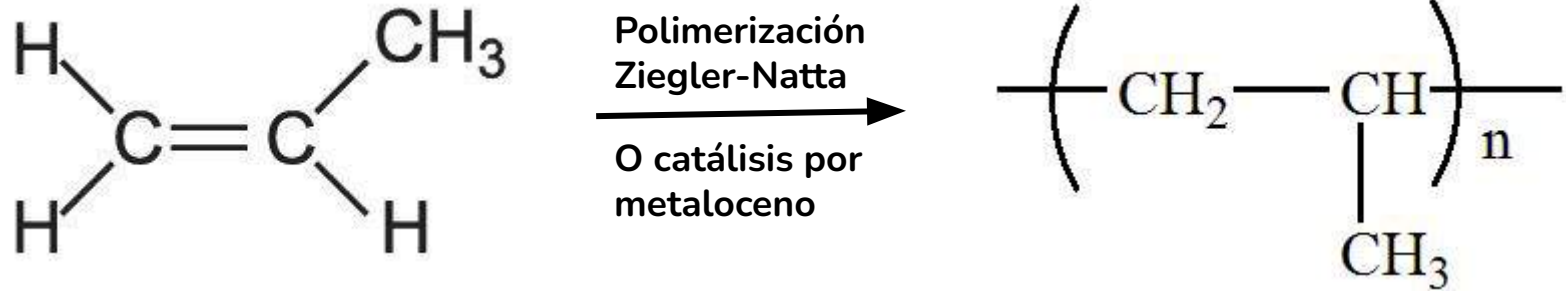 H CH₃
C C
H H
Polimerización
Ziegler-Natta
O catálisis por
metaloceno
CH₂ CH
n
CH₃